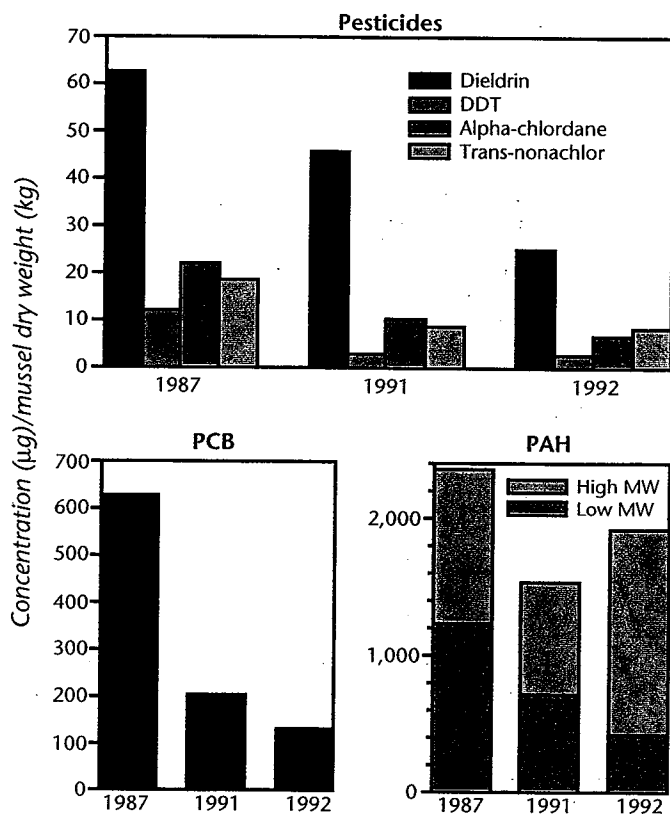 Pesticides
70
60
50
40
30
20
10
0
Dieldrin
DDT
Alpha-chlordane
Trans-nonachlor
1987 1991 1992
Concentration (µg)/mussel dry weight (kg)
PCB
700
600
500
400
300
200
100
0
1987 1991 1992
PAH
2,000
1,000
0
High MW
Low MW
1987 1991 1992